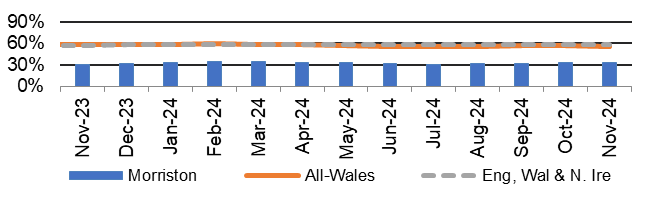 90%
60%
30%
0%
Nov-23
Dec-23
Jan-24
Feb-24
Mar-24
Apr-24
May-24
Jun-24
Jul-24
Aug-24
Sep-24
Oct-24
Nov-24
Morriston All-Wales Eng, Wal & N. Ire